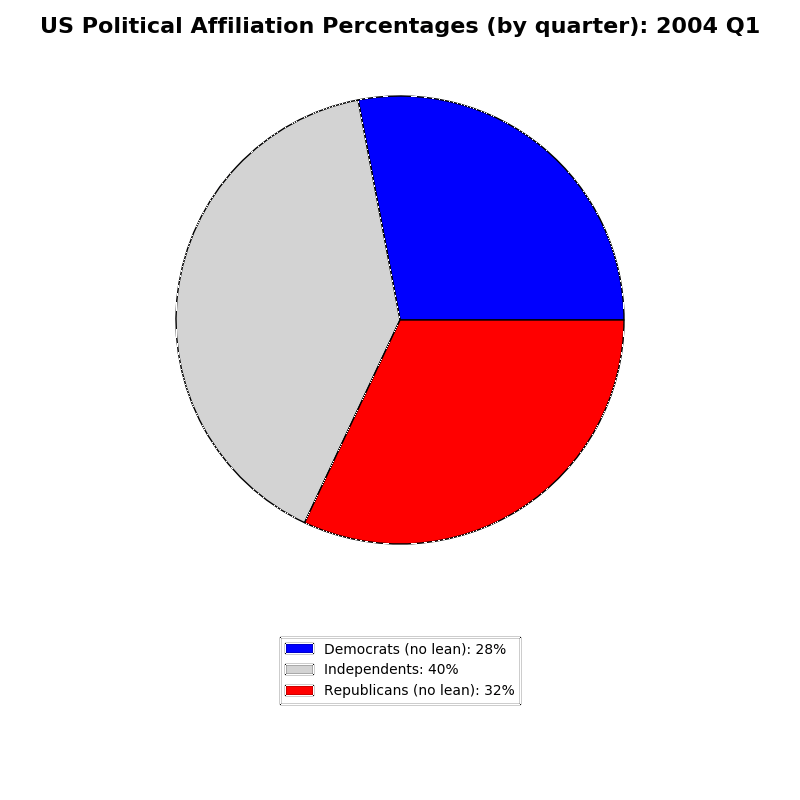 US Political Affiliation Percentages (by quarter): 2004 Q1
Democrats (no lean): 28%
Independents: 40%
Republicans (no lean): 32%